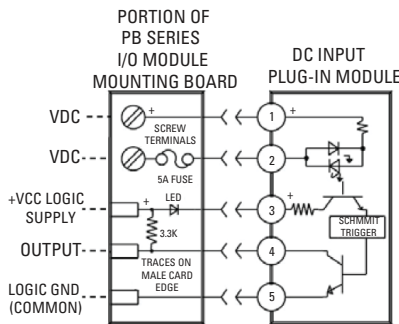 PORTION OF
PB SERIES
I/O MODULE
MOUNTING BOARD
DC INPUT
PLUG-IN MODULE
VDC
+
SCREW
TERMINALS
1
+
VDC
5A FUSE
2
+VCC LOGIC
SUPPLY
+
LED
3
+
3.3K
SCHMMIT
TRIGGER
OUTPUT
TRACES ON
MALE CARD
EDGE
4
LOGIC GND
(COMMON)
5